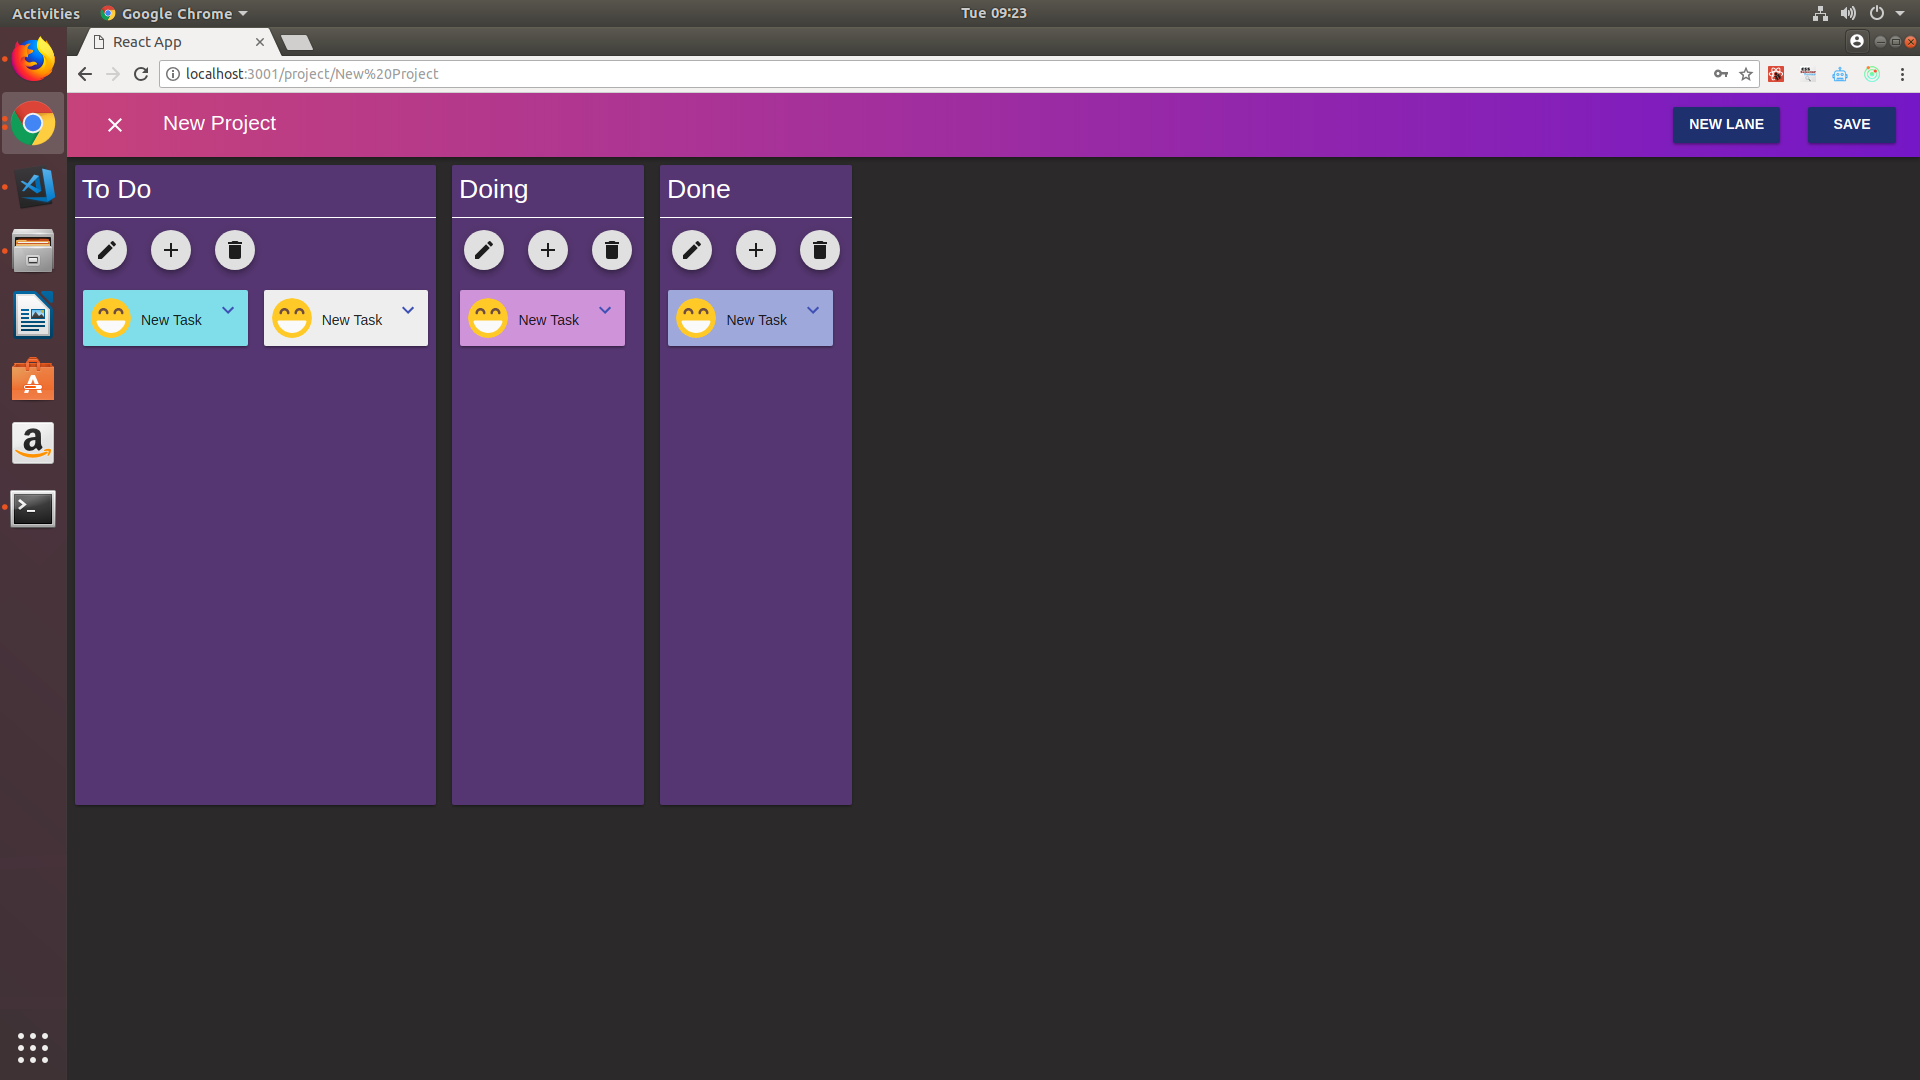 Activities Google Chrome Tue 09:23
React App
localhost:3001/project/New%20Project
New Project NEW LANE SAVE
To Do Doing Done
New Task New Task New Task New Task